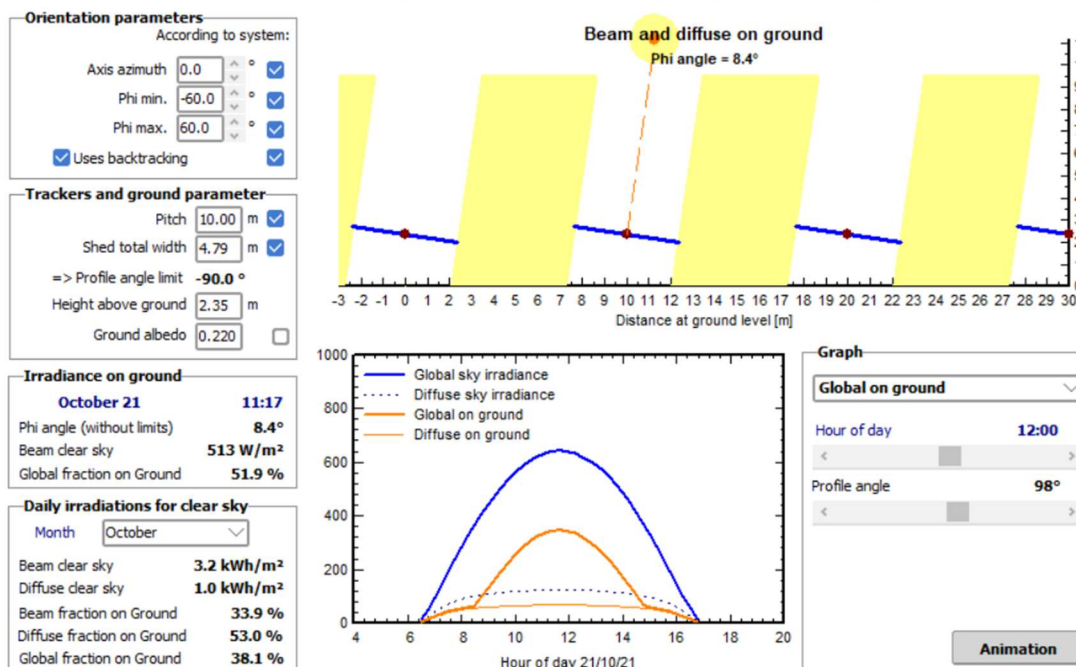 Orientation parameters
According to system:
Axis azimuth 0.0 °
Phi min. -60.0 °
Phi max. 60.0 °
Uses backtracking
Trackers and ground parameter
Pitch 10.00 m
Shed total width 4.79 m
=> Profile angle limit -90.0 °
Height above ground 2.35 m
Ground albedo 0.220
Irradiance on ground
October 21 11:17
Phi angle (without limits) 8.4°
Beam clear sky 513 W/m²
Global fraction on Ground 51.9 %
Daily irradiations for clear sky
Month October
Beam clear sky 3.2 kWh/m²
Diffuse clear sky 1.0 kWh/m²
Beam fraction on Ground 33.9 %
Diffuse fraction on Ground 53.0 %
Global fraction on Ground 38.1 %
Beam and diffuse on ground
Phi angle = 8.4°
-3 -2 -1 0 1 2 3 4 5 6 7 8 9 10 11 12 13 14 15 16 17 18 19 20 21 22 23 24 25 26 27 28 29 30
Distance at ground level [m]
1000
800
600
400
200
0
Global sky irradiance
Diffuse sky irradiance
Global on ground
Diffuse on ground
4 6 8 10 12 14 16 18 20
Hour of day 21/10/21
Graph
Global on ground
Hour of day 12:00
Profile angle 98°
Animation